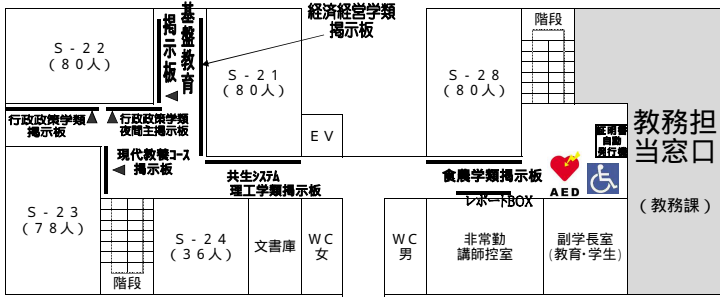 S-22
(80人)
基盤教育
掲示板
経済経営学類
掲示板
S-21
(80人)
S-28
(80人)
階段
行政政策学類
掲示板
行政政策学類
夜間主掲示板
現代教養コース
掲示板
EV
共生システム
理工学類掲示板
食農学類掲示板
レポートBOX
証明書
自動
発行機
AED
教務担
当窓口
(教務課)
S-23
(78人)
階段
S-24
(36人)
文書庫
WC
女
WC
男
非常勤
講師控室
副学長室
(教育・学生)